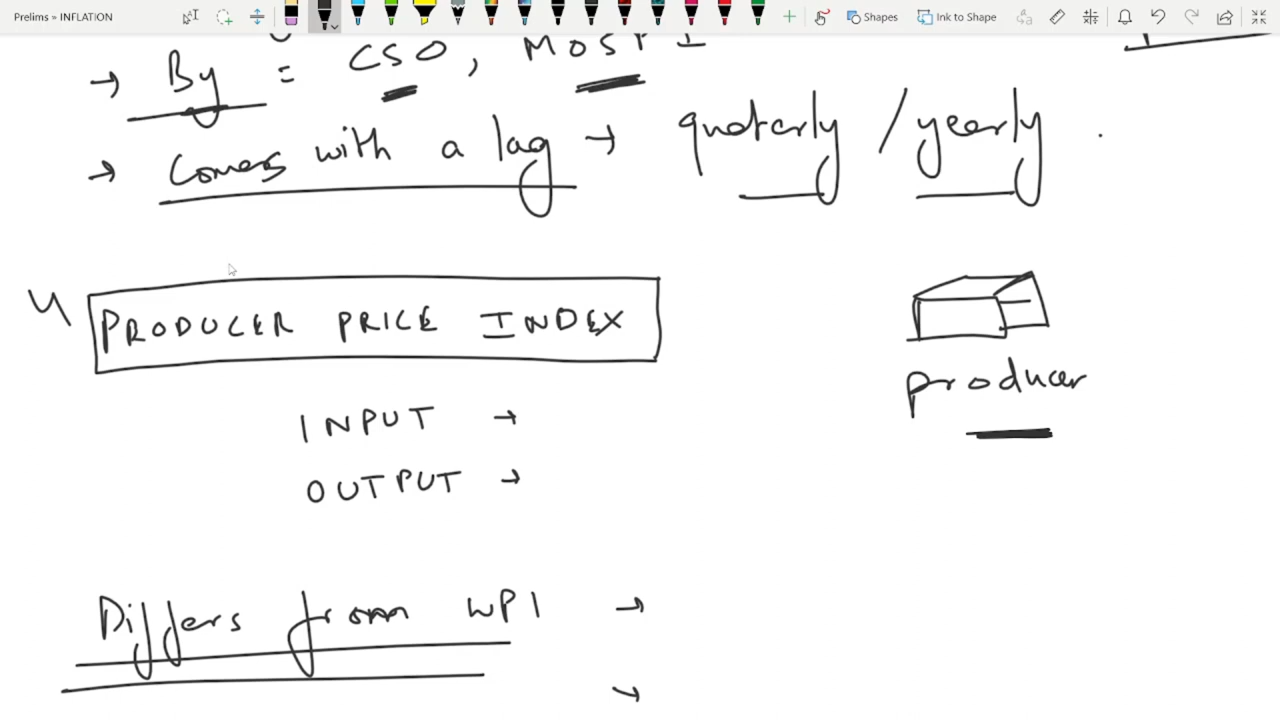 Prelims » INFLATION
Shapes
Ink to Shape
→ By = CSO, MOSPI
→ Comes with a lag → quaterly / yearly.
4 PRODUCER PRICE INDEX
producer
INPUT →
OUTPUT →
Differs from WPI →
→